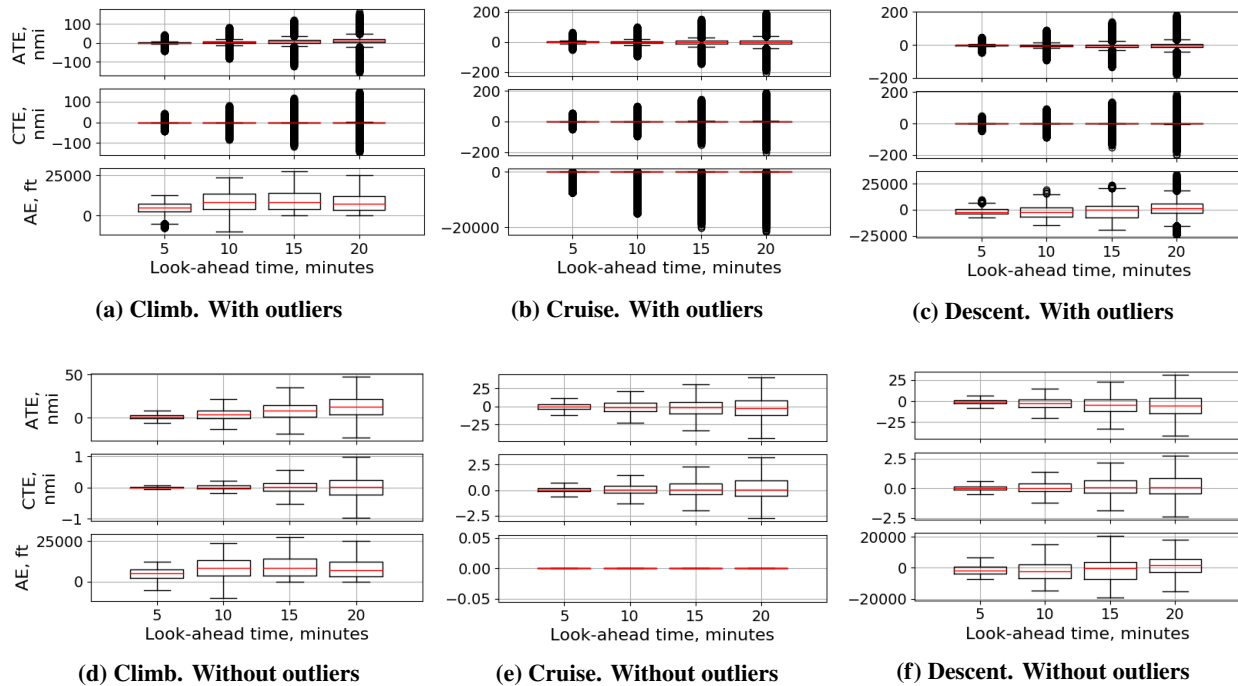 ATE, nmi
100
0
−100
CTE, nmi
100
0
−100
AE, ft
25000
0
5 10 15 20
Look-ahead time, minutes
(a) Climb. With outliers
200
0
−200
200
0
−200
0
−20000
5 10 15 20
Look-ahead time, minutes
(b) Cruise. With outliers
200
0
−200
200
0
−200
25000
0
−25000
5 10 15 20
Look-ahead time, minutes
(c) Descent. With outliers
ATE, nmi
50
0
CTE, nmi
1
0
−1
AE, ft
25000
0
5 10 15 20
Look-ahead time, minutes
(d) Climb. Without outliers
25
0
−25
2.5
0.0
−2.5
0.05
0.00
−0.05
5 10 15 20
Look-ahead time, minutes
(e) Cruise. Without outliers
25
0
−25
2.5
0.0
−2.5
20000
0
−20000
5 10 15 20
Look-ahead time, minutes
(f) Descent. Without outliers